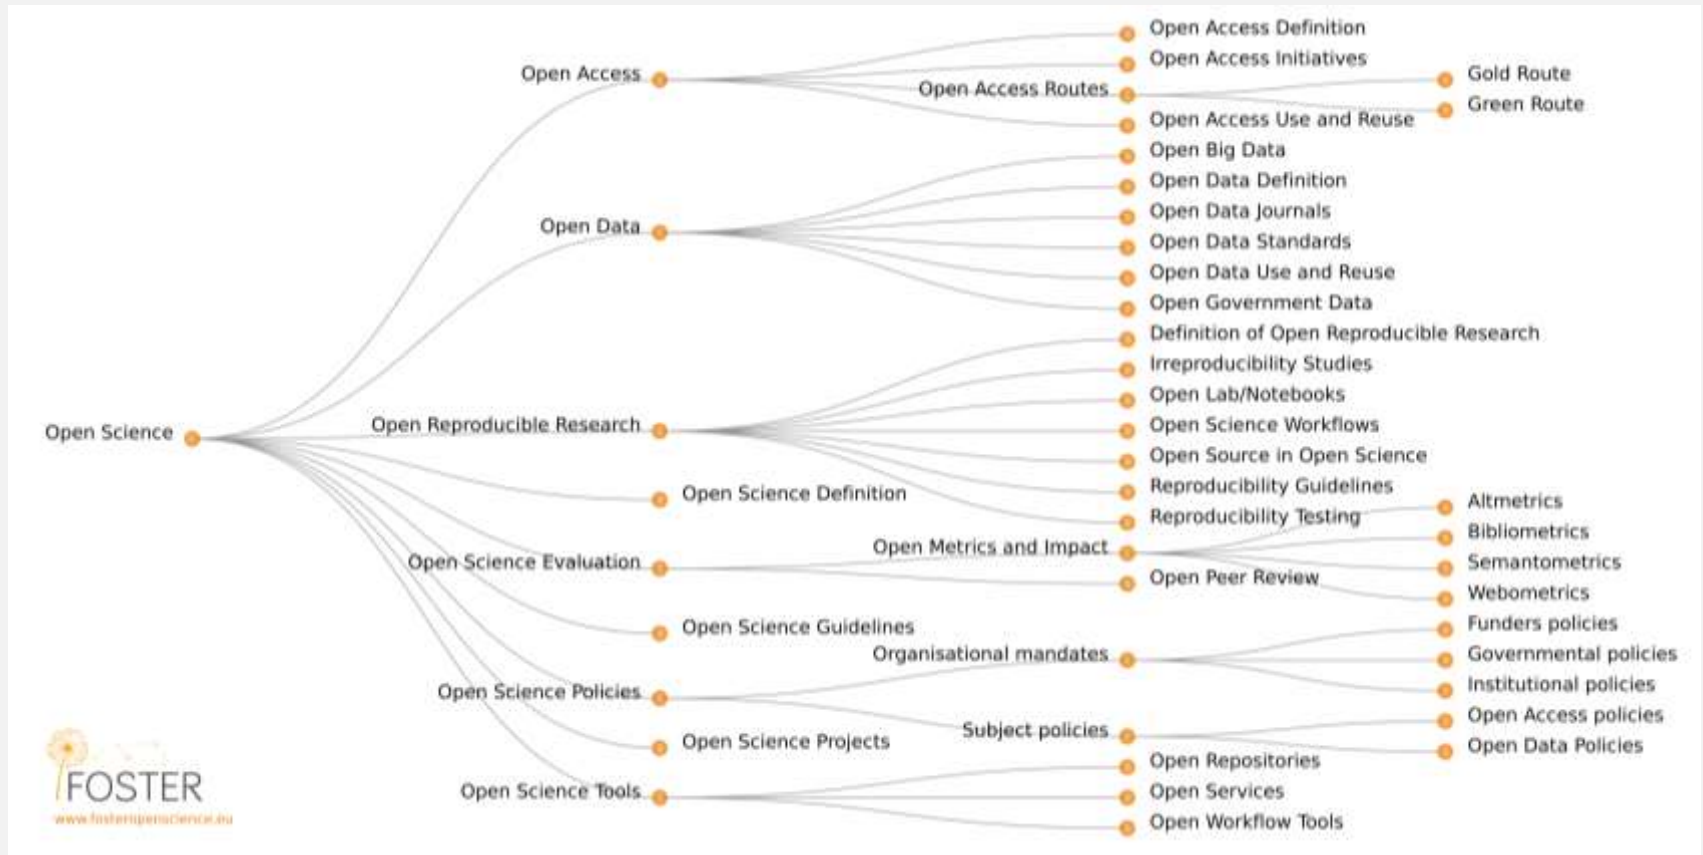 Open Science
Open Access
Open Access Definition
Open Access Initiatives
Open Access Routes
Gold Route
Green Route
Open Access Use and Reuse
Open Data
Open Big Data
Open Data Definition
Open Data Journals
Open Data Standards
Open Data Use and Reuse
Open Government Data
Open Reproducible Research
Definition of Open Reproducible Research
Irreproducibility Studies
Open Lab/Notebooks
Open Science Workflows
Open Source in Open Science
Reproducibility Guidelines
Reproducibility Testing
Open Science Definition
Open Science Evaluation
Open Metrics and Impact
Altmetrics
Bibliometrics
Semantometrics
Webometrics
Open Peer Review
Open Science Guidelines
Open Science Policies
Organisational mandates
Funders policies
Governmental policies
Institutional policies
Subject policies
Open Access policies
Open Data Policies
Open Science Projects
Open Science Tools
Open Repositories
Open Services
Open Workflow Tools
FOSTER
www.fosteropenscience.eu